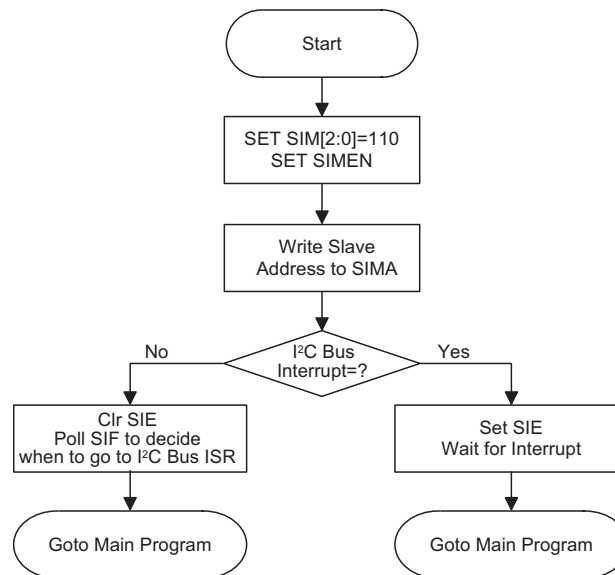 Start
SET SIM[2:0]=110
SET SIMEN
Write Slave
Address to SIMA
I²C Bus
Interrupt=?
No
Yes
Clr SIE
Poll SIF to decide
when to go to I²C Bus ISR
Set SIE
Wait for Interrupt
Goto Main Program
Goto Main Program